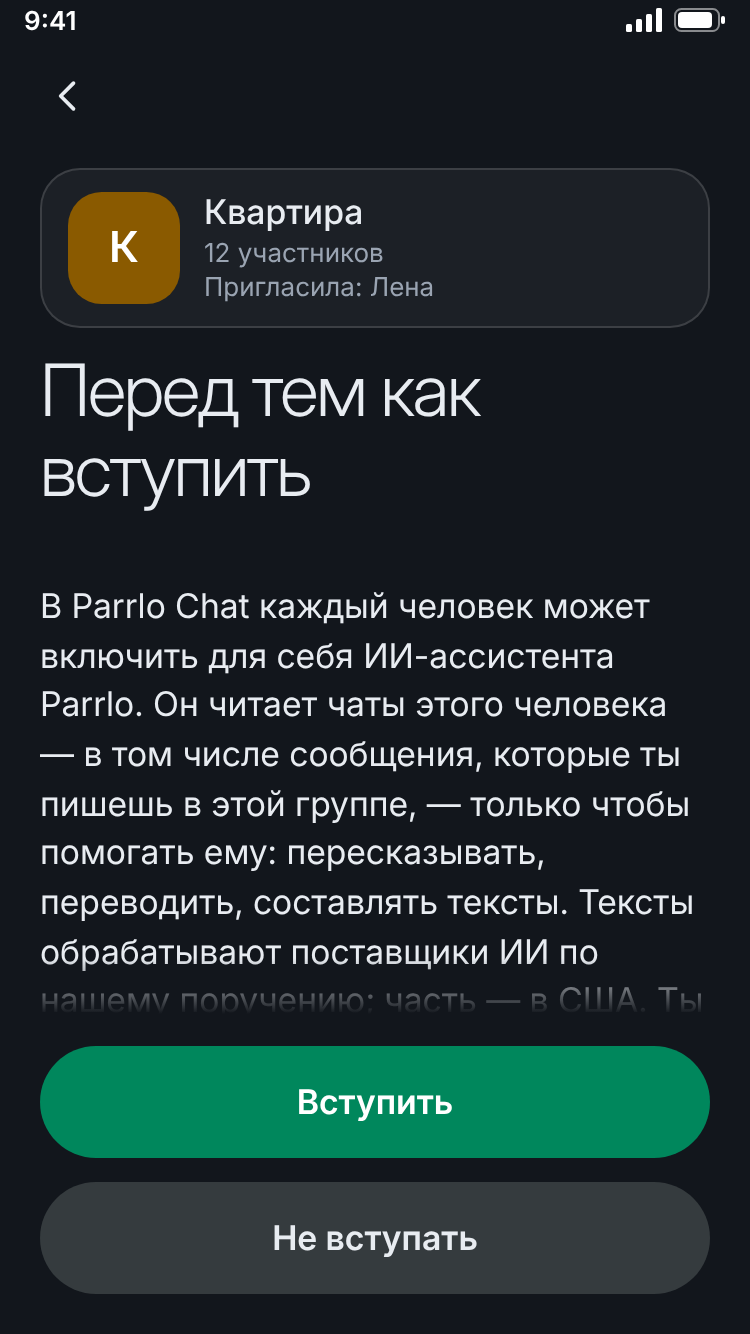 9:41
К
Квартира
12 участников
Пригласила: Лена
Перед тем как
вступить
В Parrlo Chat каждый человек может
включить для себя ИИ-ассистента
Parrlo. Он читает чаты этого человека
— в том числе сообщения, которые ты
пишешь в этой группе, — только чтобы
помогать ему: пересказывать,
переводить, составлять тексты. Тексты
обрабатывают поставщики ИИ по
нашему поручению: часть — в США. Ты
Вступить
Не вступать